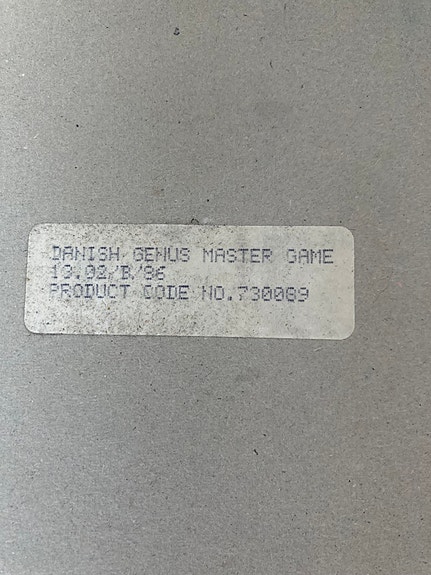 DANISH GENUS MASTER GAME
13.02/B/86
PRODUCT CODE NO.730089